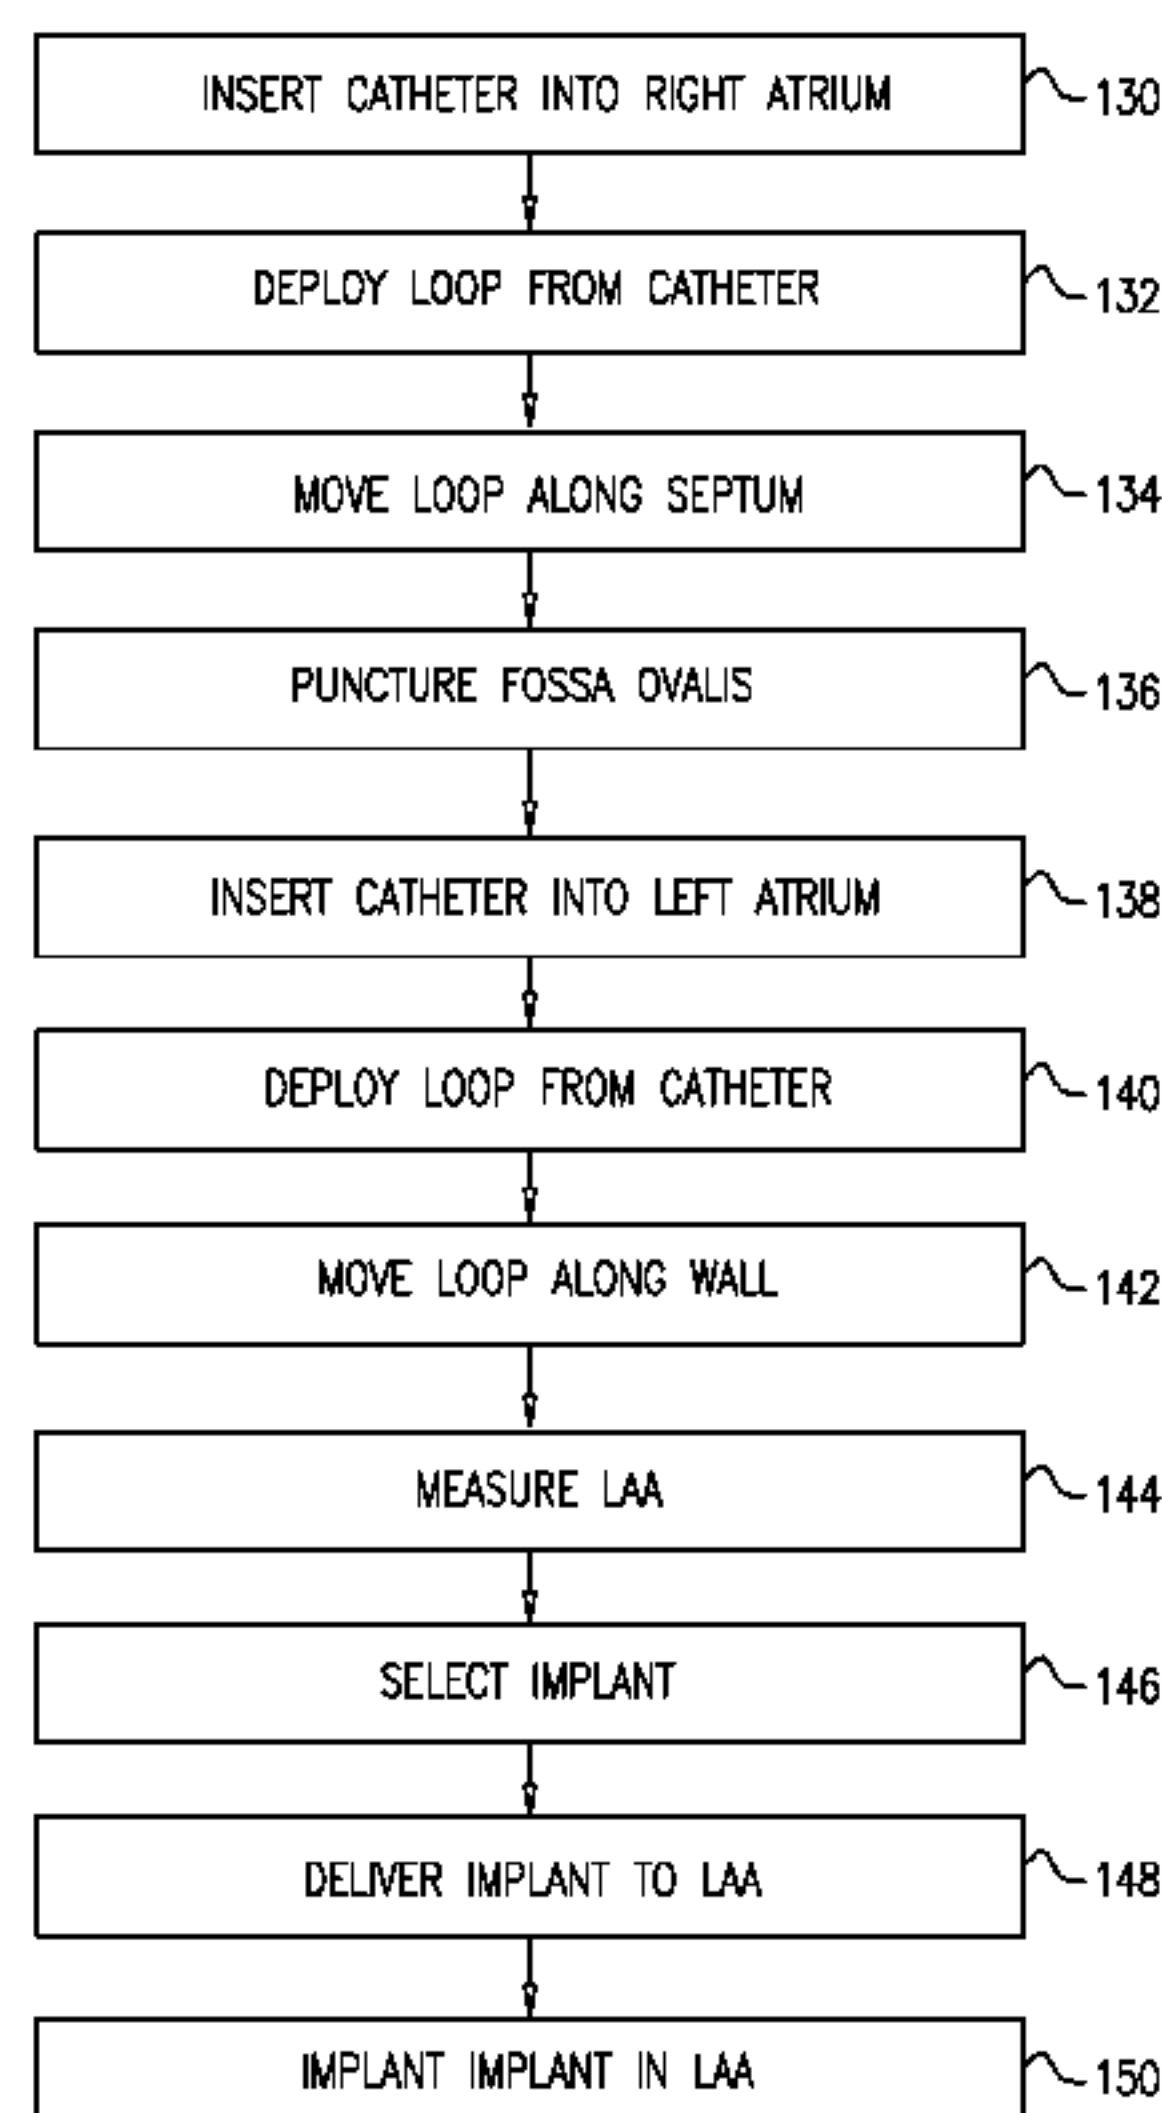 INSERT CATHETER INTO RIGHT ATRIUM 130
DEPLOY LOOP FROM CATHETER 132
MOVE LOOP ALONG SEPTUM 134
PUNCTURE FOSSA OVALIS 136
INSERT CATHETER INTO LEFT ATRIUM 138
DEPLOY LOOP FROM CATHETER 140
MOVE LOOP ALONG WALL 142
MEASURE LAA 144
SELECT IMPLANT 146
DELIVER IMPLANT TO LAA 148
IMPLANT IMPLANT IN LAA 150